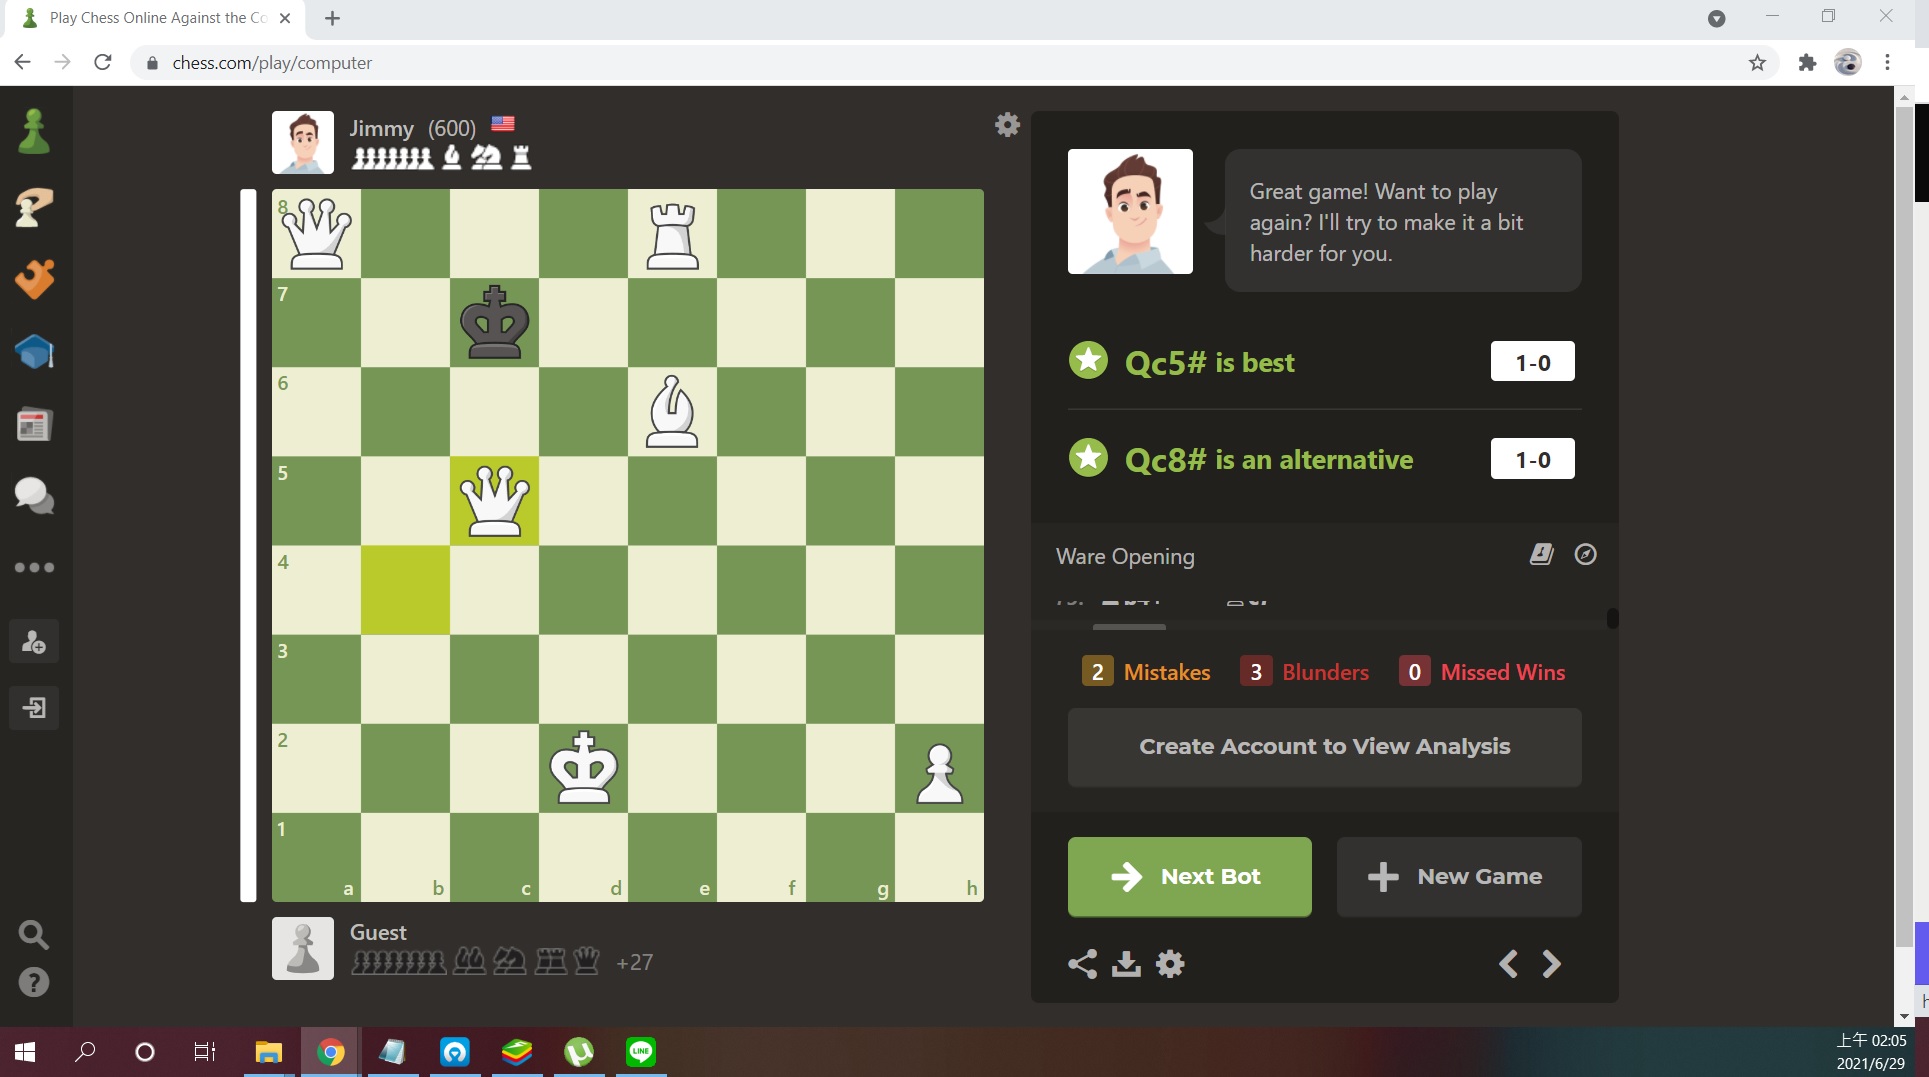 Play Chess Online Against the Co
chess.com/play/computer
Jimmy (600)
Great game! Want to play
again? I'll try to make it a bit
harder for you.
Qc5# is best 1-0
Qc8# is an alternative 1-0
Ware Opening
2 Mistakes 3 Blunders 0 Missed Wins
Create Account to View Analysis
Next Bot New Game
8
7
6
5
4
3
2
1
a b c d e f g h
Guest
+27
LINE
上午 02:05
2021/6/29